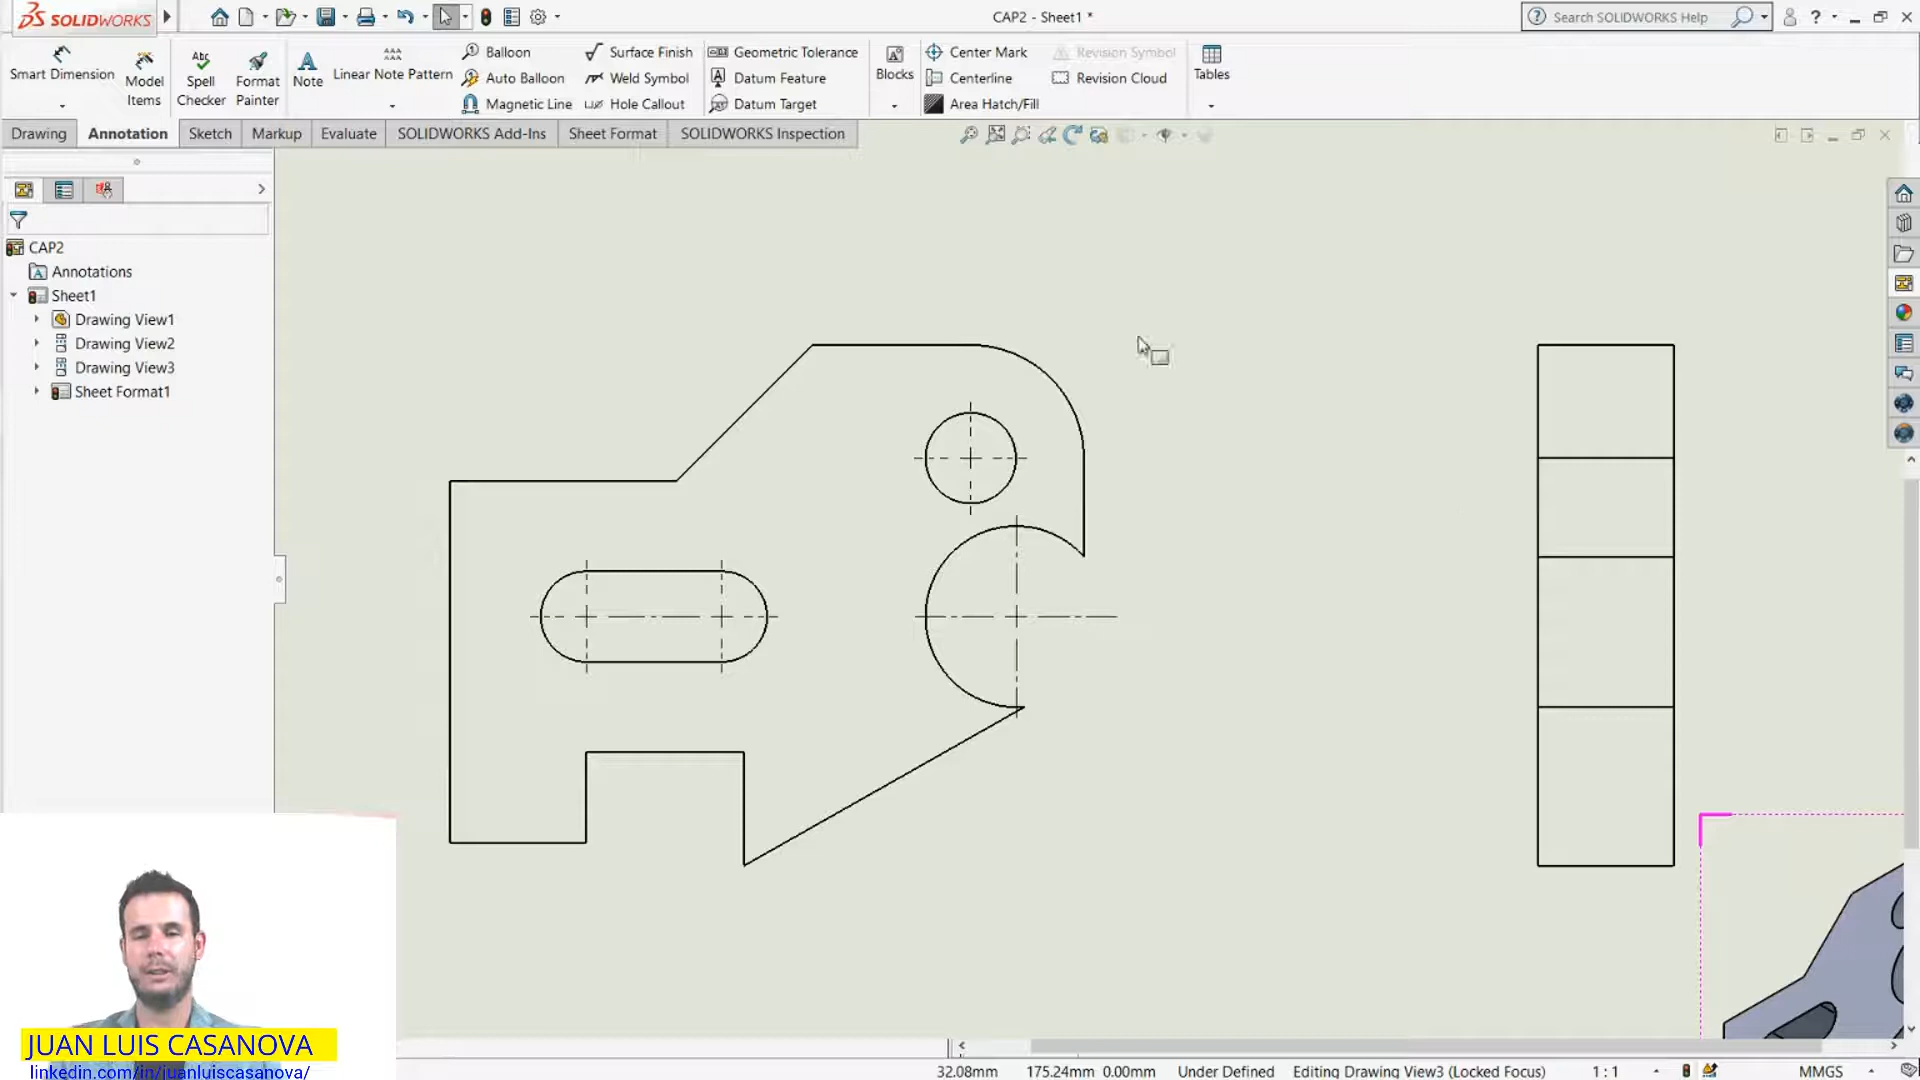 SOLIDWORKS
CAP2 - Sheet1 *
Search SOLIDWORKS Help
Smart Dimension
Model Items
Spell Checker
Format Painter
Note
Linear Note Pattern
Balloon
Auto Balloon
Magnetic Line
Surface Finish
Weld Symbol
Hole Callout
Geometric Tolerance
Datum Feature
Datum Target
Blocks
Center Mark
Centerline
Area Hatch/Fill
Revision Symbol
Revision Cloud
Tables
Drawing
Annotation
Sketch
Markup
Evaluate
SOLIDWORKS Add-Ins
Sheet Format
SOLIDWORKS Inspection
CAP2
Annotations
Sheet1
Drawing View1
Drawing View2
Drawing View3
Sheet Format1
JUAN LUIS CASANOVA
linkedin.com/in/juanluiscasanova/
32.08mm
175.24mm
0.00mm
Under Defined
Editing Drawing View3 (Locked Focus)
1 : 1
MMGS